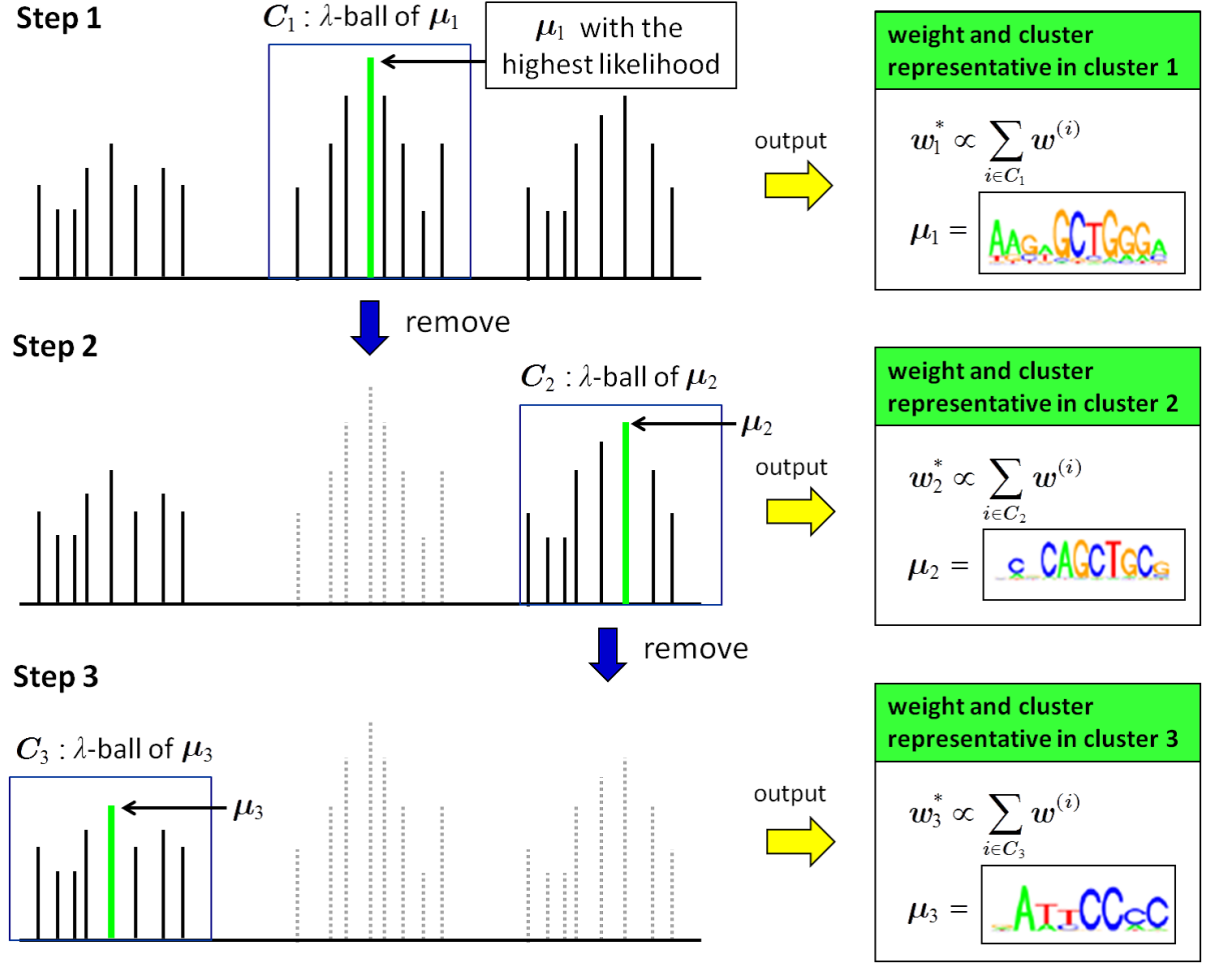 Step 1
C₁ : λ-ball of μ₁
μ₁ with the
highest likelihood
output
weight and cluster
representative in cluster 1
w₁* ∝ ∑ w⁽ⁱ⁾
i∈C₁
μ₁ = AAGAGCTGGGA
remove
Step 2
C₂ : λ-ball of μ₂
μ₂
output
weight and cluster
representative in cluster 2
w₂* ∝ ∑ w⁽ⁱ⁾
i∈C₂
μ₂ = C CAGCTGCG
remove
Step 3
C₃ : λ-ball of μ₃
μ₃
output
weight and cluster
representative in cluster 3
w₃* ∝ ∑ w⁽ⁱ⁾
i∈C₃
μ₃ = ATTCCCC